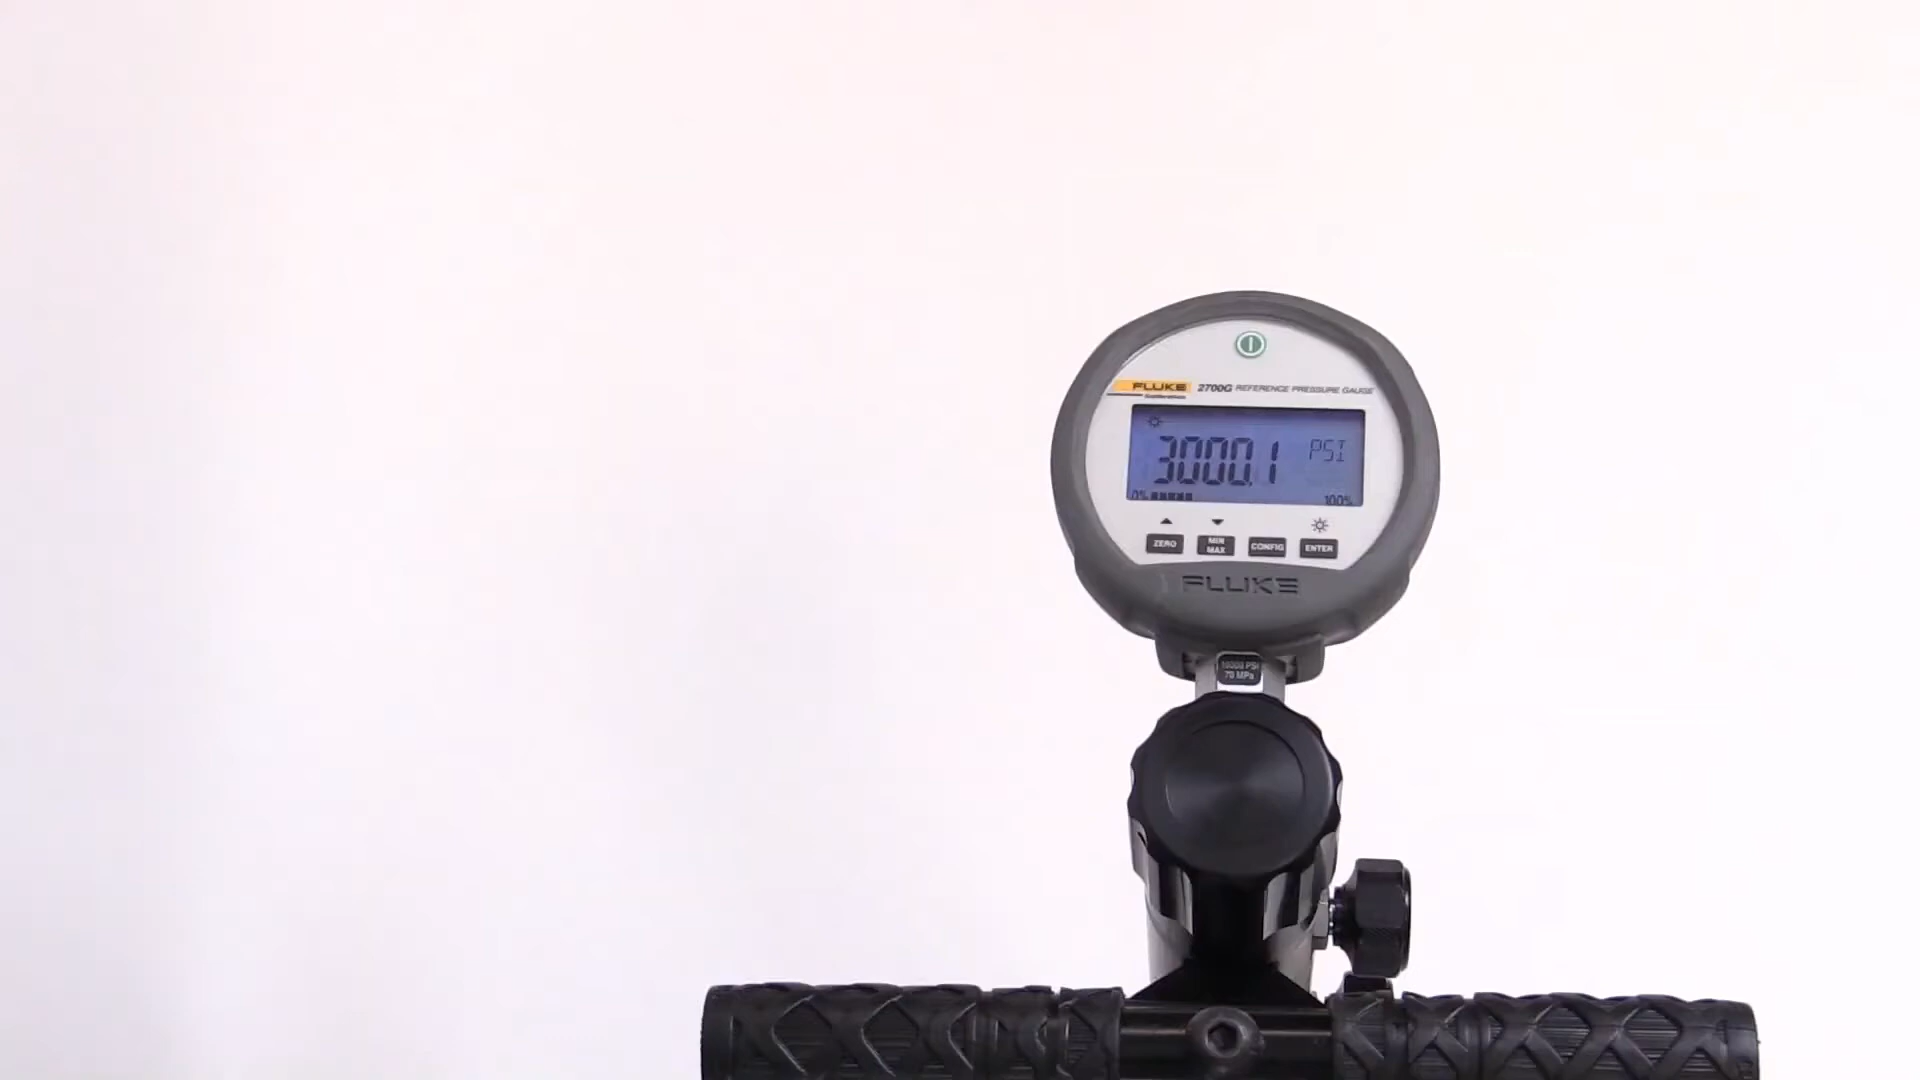 FLUKE 2700G REFERENCE PRESSURE GAUGE
3000.1 PSI
0% 100%
ZERO MIN MAX CONFIG ENTER
FLUKE
10000 PSI
70 MPa